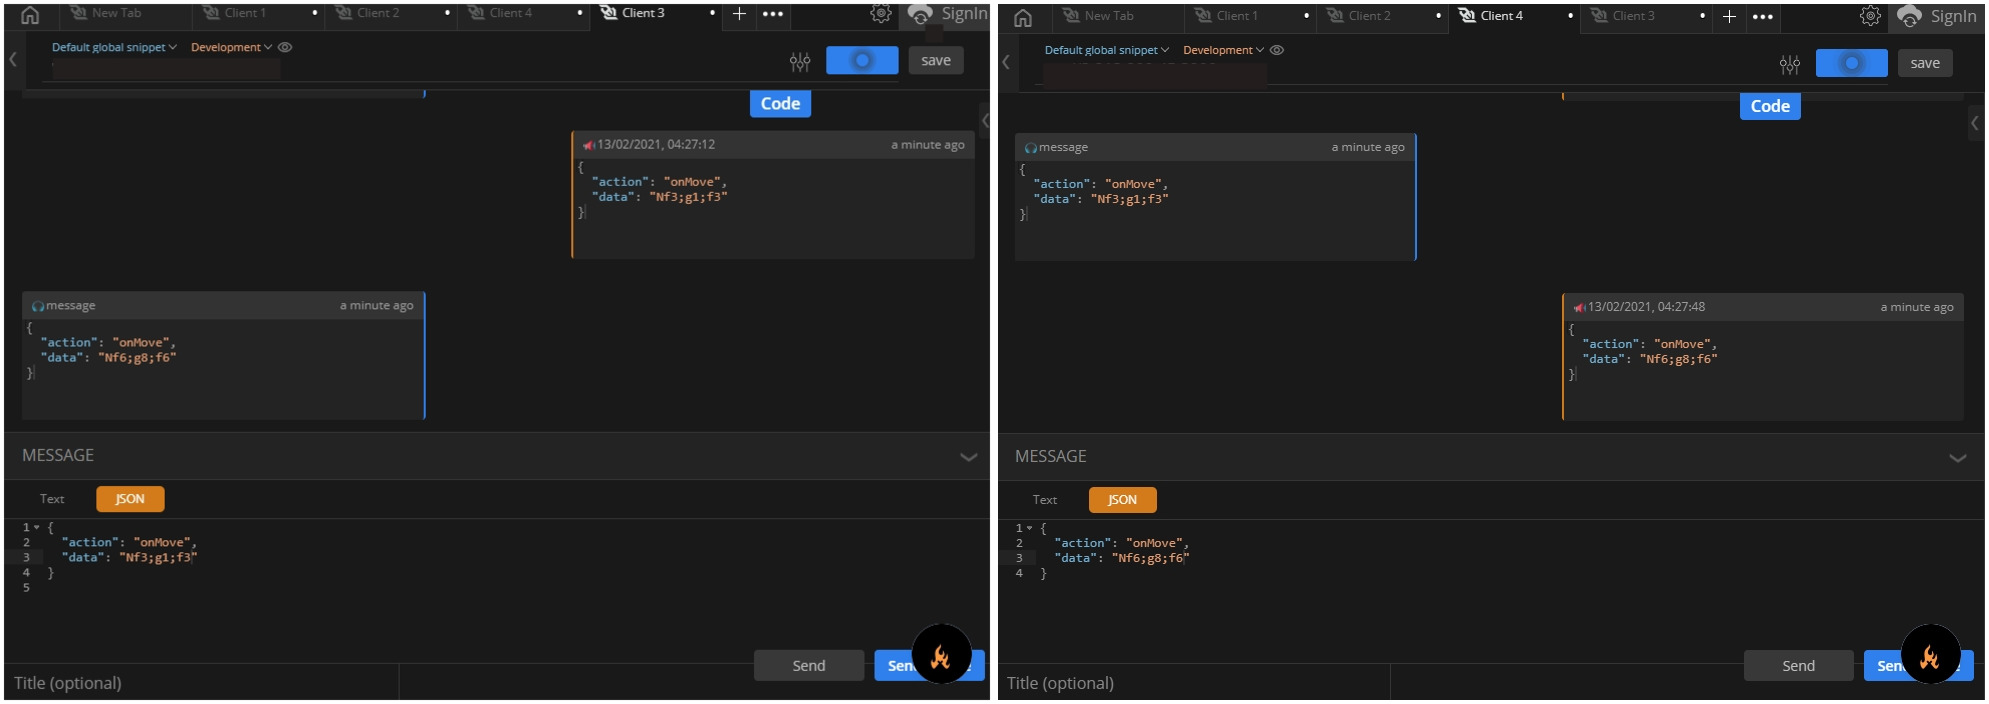 New Tab Client 1 Client 2 Client 4 Client 3 + ••• SignIn
Default global snippet Development
save
Code
13/02/2021, 04:27:12 a minute ago
{
"action": "onMove",
"data": "Nf3;g1;f3"
}
message a minute ago
{
"action": "onMove",
"data": "Nf6;g8;f6"
}
MESSAGE
Text JSON
1 {
2 "action": "onMove",
3 "data": "Nf3;g1;f3"
4 }
5
Send
Title (optional)
New Tab Client 1 Client 2 Client 4 Client 3 + ••• SignIn
Default global snippet Development
save
Code
message a minute ago
{
"action": "onMove",
"data": "Nf3;g1;f3"
}
13/02/2021, 04:27:48 a minute ago
{
"action": "onMove",
"data": "Nf6;g8;f6"
}
MESSAGE
Text JSON
1 {
2 "action": "onMove",
3 "data": "Nf6;g8;f6"
4 }
Send
Title (optional)